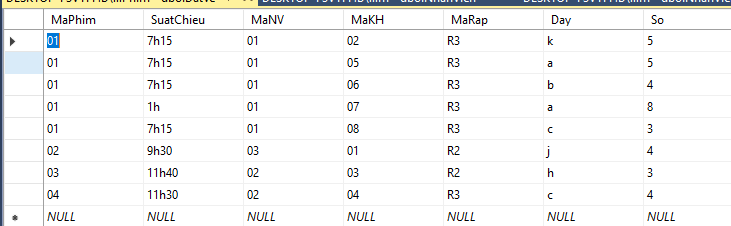 MaPhim SuatChieu MaNV MaKH MaRap Day So
01 7h15 01 02 R3 k 5
01 7h15 01 05 R3 a 5
01 7h15 01 06 R3 b 4
01 1h 01 07 R3 a 8
01 7h15 01 08 R3 c 3
02 9h30 03 01 R2 j 4
03 11h40 02 03 R2 h 3
04 11h30 02 04 R3 c 4
NULL NULL NULL NULL NULL NULL NULL